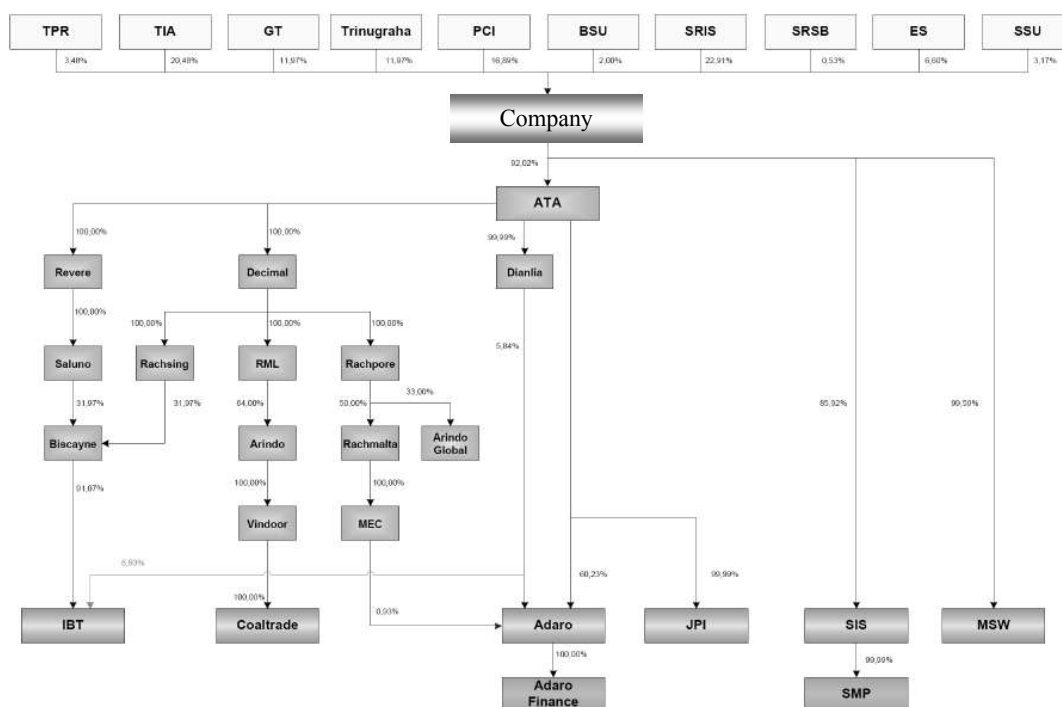 TPR TIA GT Trinugraha PCI BSU SRIS SRSB ES SSU
3,48% 20,48% 11,97% 11,97% 16,89% 2,00% 22,91% 0,53% 6,60% 3,17%
Company
92,02%
ATA
100,00% 100,00% 99,99%
Revere Decimal Dianlia
100,00%
100,00% 100,00% 100,00%
5,84%
Saluno Rachsing RML Rachpore
33,00%
31,97% 31,97% 64,00% 50,00% 85,92% 99,59%
Biscayne Arindo Rachmalta Arindo
Global
100,00% 100,00%
91,67%
Vindoor MEC
60,23% 99,99%
100,00%
0,93%
IBT Coaltrade Adaro JPI SIS MSW
100,00% 99,99%
Adaro
Finance
SMP